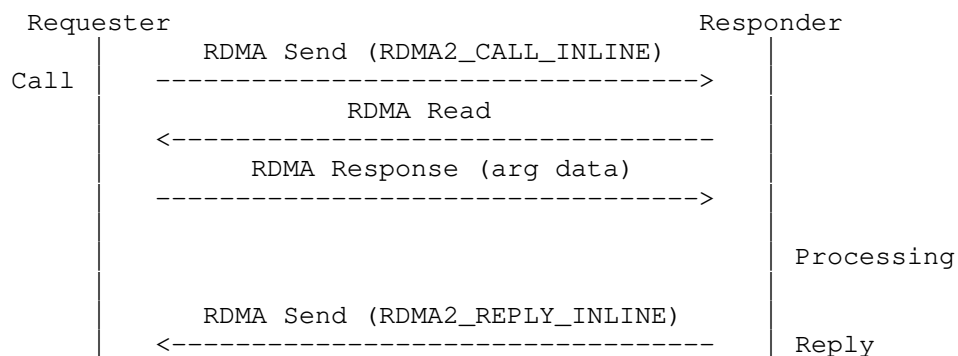 Requester Responder
RDMA Send (RDMA2_CALL_INLINE)
Call
RDMA Read
RDMA Response (arg data)
Processing
RDMA Send (RDMA2_REPLY_INLINE)
Reply